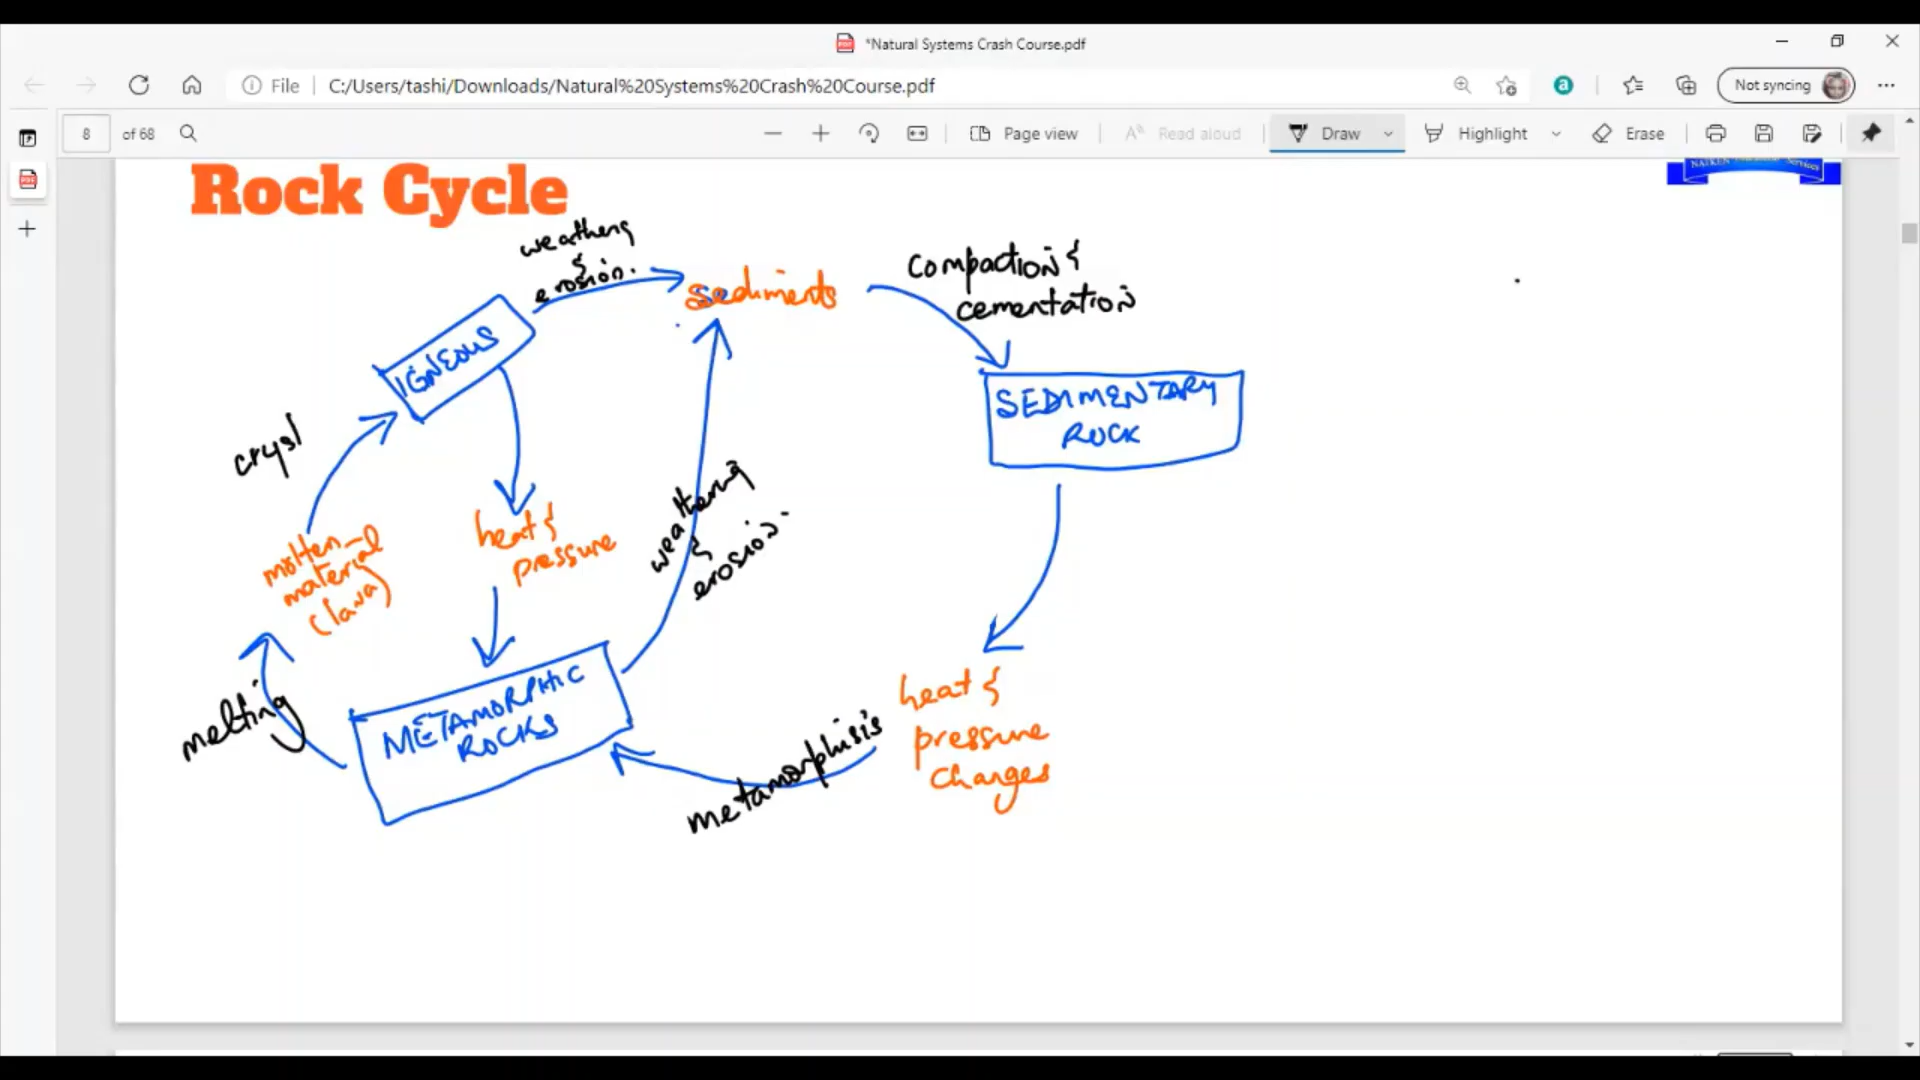 *Natural Systems Crash Course.pdf
File
C:/Users/tashi/Downloads/Natural%20Systems%20Crash%20Course.pdf
a
Not syncing
8 of 68
Page view
Read aloud
Draw
Highlight
Erase
Services
Rock Cycle
&
erosion.
sediments
compaction &
cementation
IGNEOUS
SEDIMENTARY
ROCK
crysl
molten
material
(lava)
heat &
pressure
weathering
&
erosion.
melting
METAMORPHIC
ROCKS
metamorphisis
heat &
pressure
changes